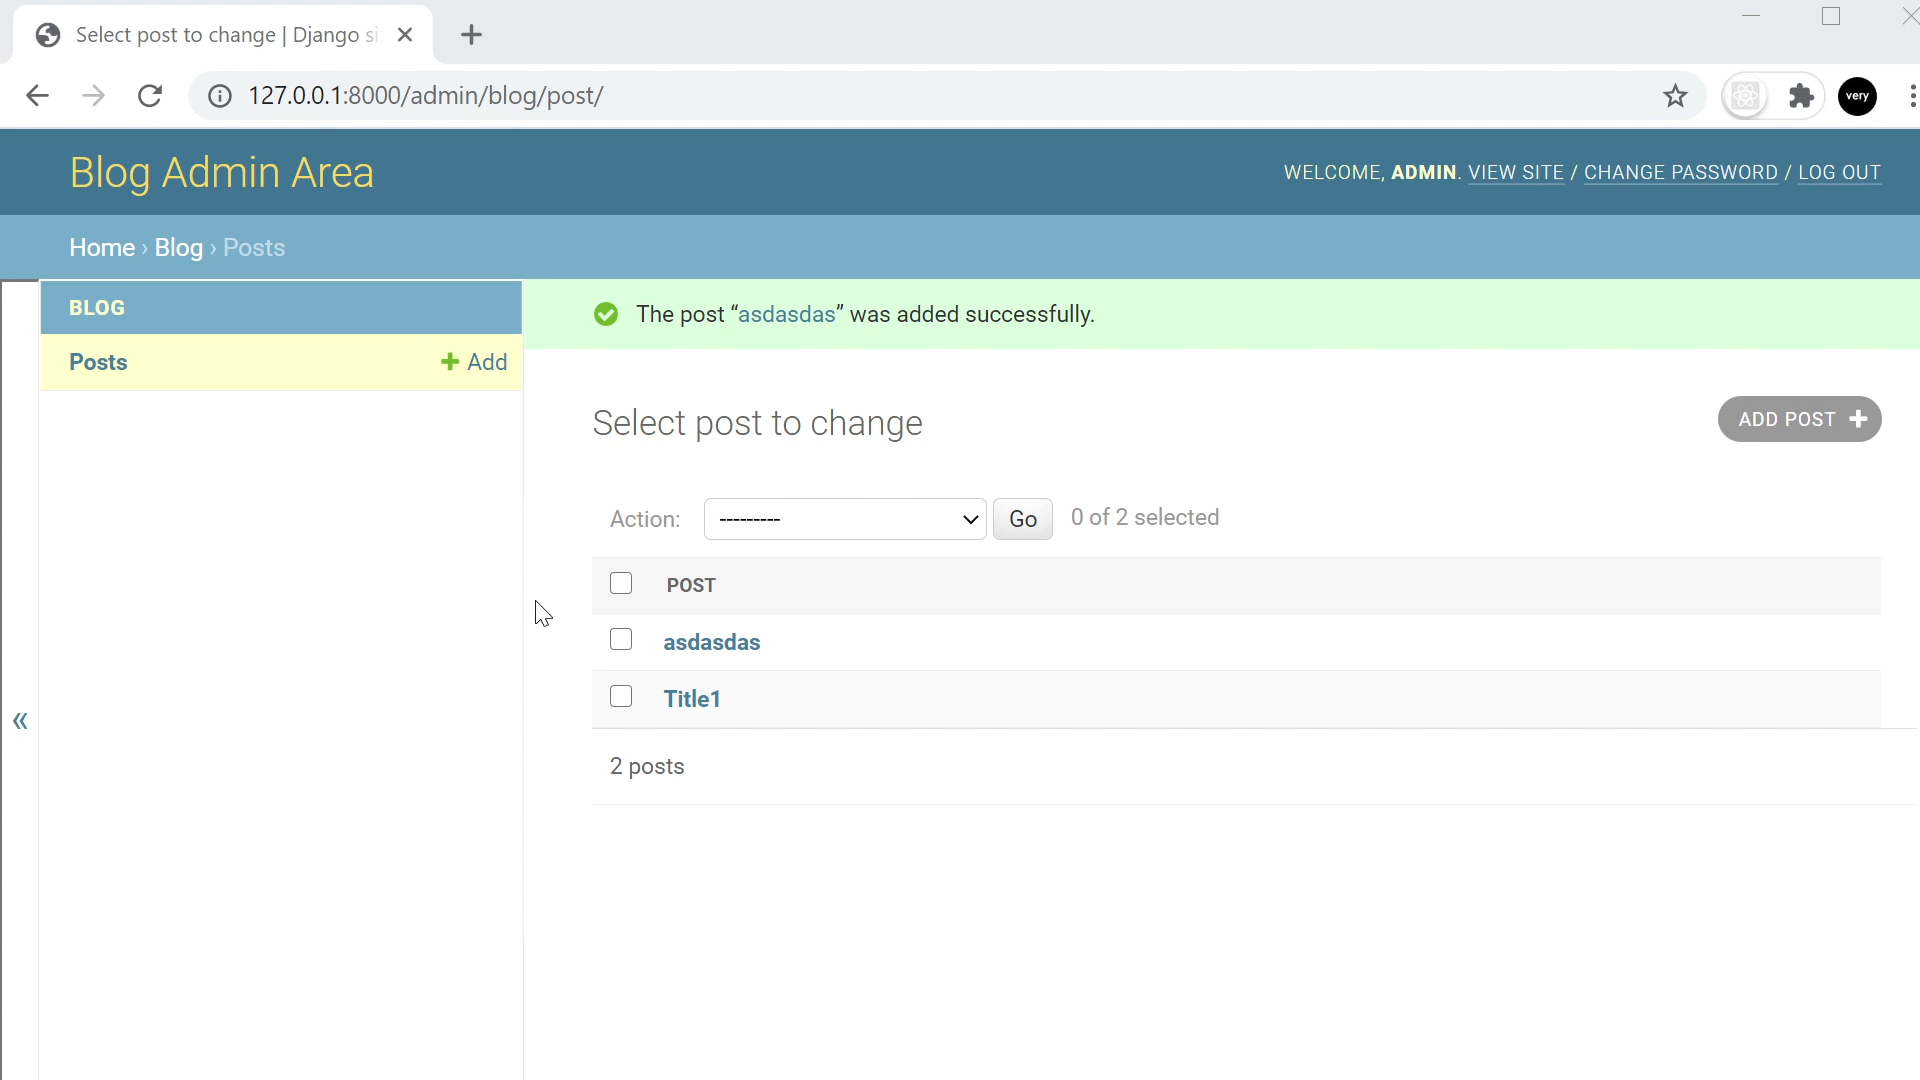 Select post to change | Django si
127.0.0.1:8000/admin/blog/post/
very
Blog Admin Area
WELCOME, ADMIN. VIEW SITE / CHANGE PASSWORD / LOG OUT
Home › Blog › Posts
BLOG
Posts
Add
The post “asdasdas” was added successfully.
Select post to change
ADD POST
Action:
---------
Go
0 of 2 selected
POST
asdasdas
Title1
«
2 posts